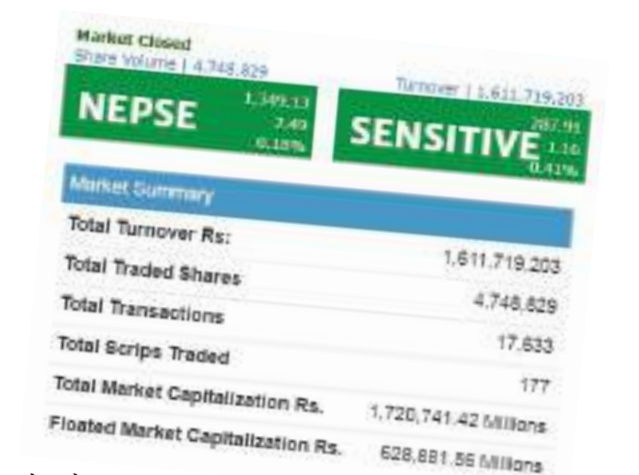 Market Closed
Share Volume | 4,748,829
Turnover | 1,611,719,203
NEPSE
1,349.13
2.49
0.18%
SENSITIVE
287.91
1.16
0.41%
Market Summary
Total Turnover Rs: 1,611,719,203
Total Traded Shares 4,748,829
Total Transactions 17,633
Total Scrips Traded 177
Total Market Capitalization Rs. 1,720,741.42 Millions
Floated Market Capitalization Rs. 628,881.56 Millions